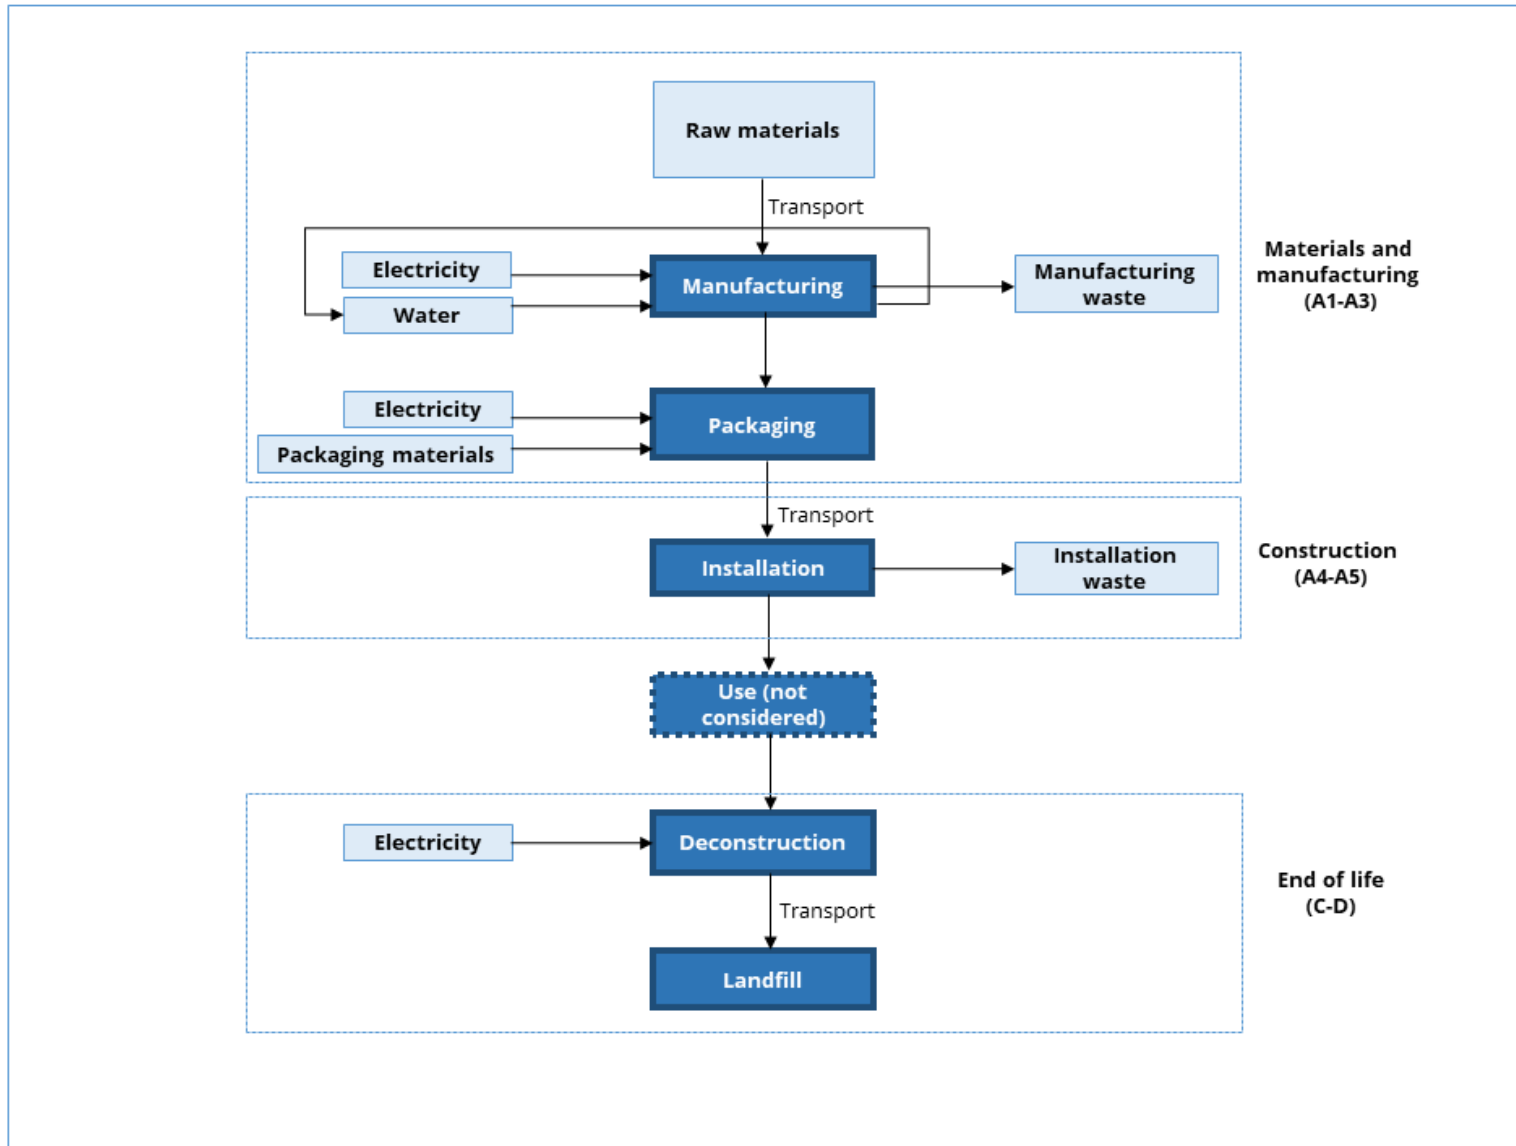 Raw materials
Transport
Electricity
Manufacturing
Manufacturing
waste
Water
Materials and
manufacturing
(A1-A3)
Electricity
Packaging
Packaging materials
Transport
Installation
Installation
waste
Construction
(A4-A5)
Use (not
considered)
Electricity
Deconstruction
Transport
End of life
(C-D)
Landfill